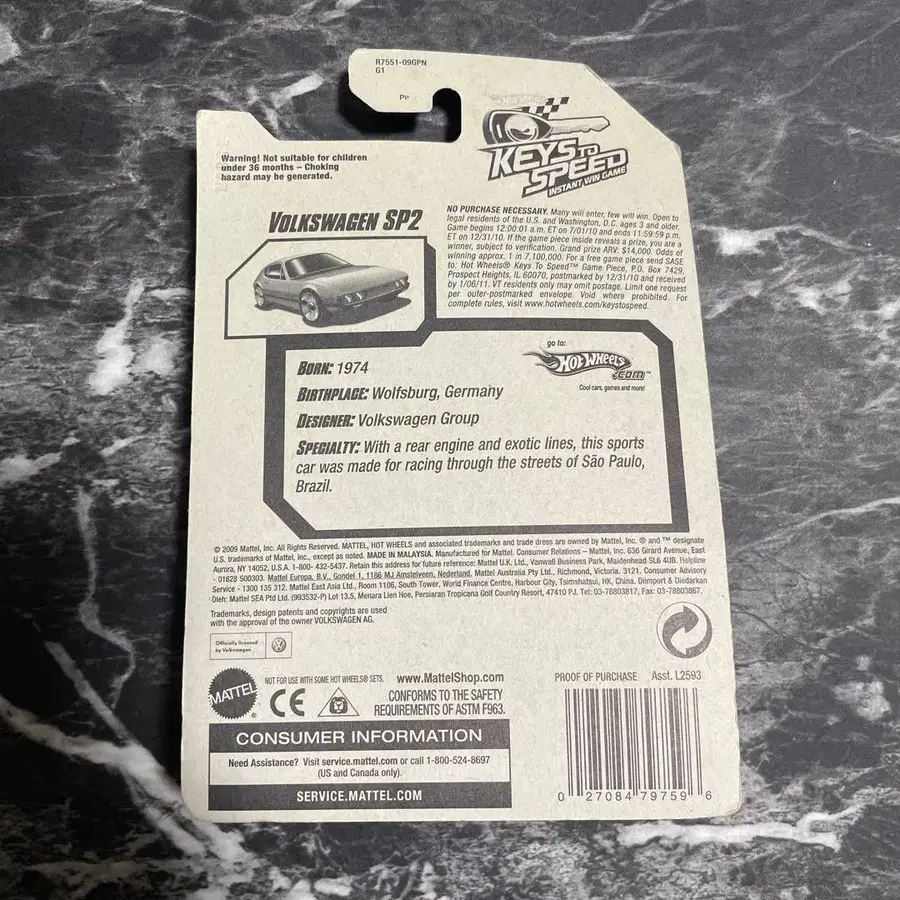 R7551-09GPN
G1
Pp
Warning! Not suitable for children
under 36 months – Choking
hazard may be generated.
KEYS TO
SPEED
INSTANT WIN GAME
NO PURCHASE NECESSARY. Many will enter, few will win. Open to
legal residents of the U.S. and Washington, D.C. ages 3 and older.
Game begins 12:00:01 a.m. ET on 7/01/10 and ends 11:59:59 p.m.
ET on 12/31/10. If the game piece inside reveals a prize, you are a
winner, subject to verification. Grand prize ARV: $14,000. Odds of
winning approx. 1 in 7,100,000. For a free game piece send SASE
to: Hot Wheels® Keys To Speed™ Game Piece, P.O. Box 7429,
Prospect Heights, IL 60070, postmarked by 12/31/10 and received
by 1/06/11. VT residents only may omit postage. Limit one request
per outer-postmarked envelope. Void where prohibited. For
complete rules, visit www.hotwheels.com/keystospeed.
VOLKSWAGEN SP2
go to:
HOT WHEELS
.COM™
Cool cars, games and more!
BORN: 1974
BIRTHPLACE: Wolfsburg, Germany
DESIGNER: Volkswagen Group
SPECIALTY: With a rear engine and exotic lines, this sports
car was made for racing through the streets of São Paulo,
Brazil.
© 2009 Mattel, Inc. All Rights Reserved. MATTEL, HOT WHEELS and associated trademarks and trade dress are owned by Mattel, Inc. ® and ™ designate
U.S. trademarks of Mattel, Inc., except as noted. MADE IN MALAYSIA. Manufactured for Mattel. Consumer Relations – Mattel, Inc. 636 Girard Avenue, East
Aurora, NY 14052, U.S.A. 1-800- 432-5437. Retain this address for future reference: Mattel U.K. Ltd., Vanwall Business Park, Maidenhead SL6 4UB. Helpline
- 01628 500303. Mattel Europa, B.V., Gondel 1, 1186 MJ Amstelveen, Nederland. Mattel Australia Pty Ltd., Richmond, Victoria. 3121. Consumer Advisory
Service - 1300 135 312. Mattel East Asia Ltd., Room 1106, South Tower, World Finance Centre, Harbour City, Tsimshatsui, HK, China. Diimport & Diedarkan
Oleh: Mattel SEA Ptd Ltd. (993532-P) Lot 13.5, Menara Lien Hoe, Persiaran Tropicana Golf Country Resort, 47410 PJ. Tel: 03-78803817, Fax: 03-78803867.
Trademarks, design patents and copyrights are used
with the approval of the owner VOLKSWAGEN AG.
Officially licensed
by Volkswagen
MATTEL®
NOT FOR USE WITH SOME HOT WHEELS® SETS.
www.MattelShop.com
CE
CONFORMS TO THE SAFETY
REQUIREMENTS OF ASTM F963.
PROOF OF PURCHASE Asst. L2593
CONSUMER INFORMATION
Need Assistance? Visit service.mattel.com or call 1-800-524-8697
(US and Canada only).
SERVICE.MATTEL.COM
0 27084 79759 6